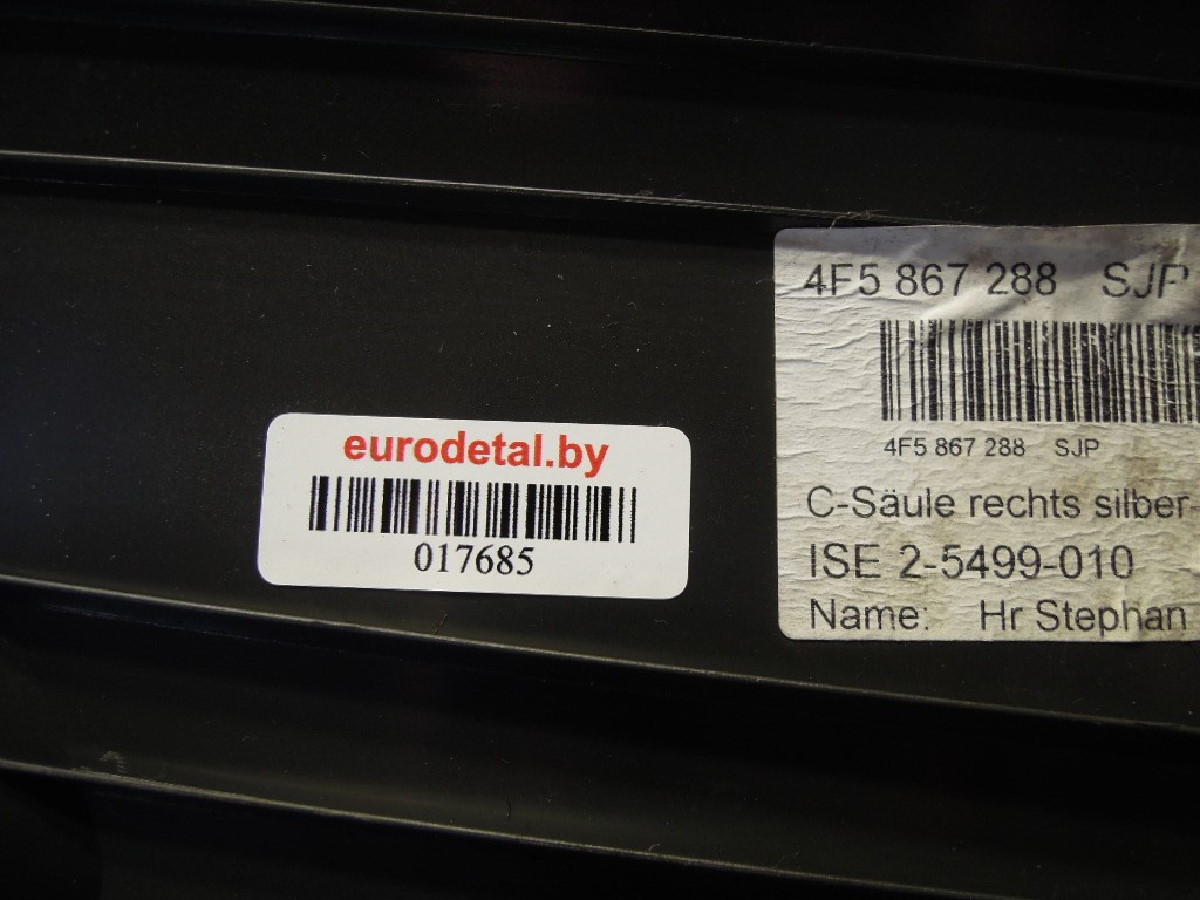 eurodetal.by
017685
4F5 867 288 SJP
4F5 867 288 SJP
C-Säule rechts silber-
ISE 2-5499-010
Name: Hr Stephan